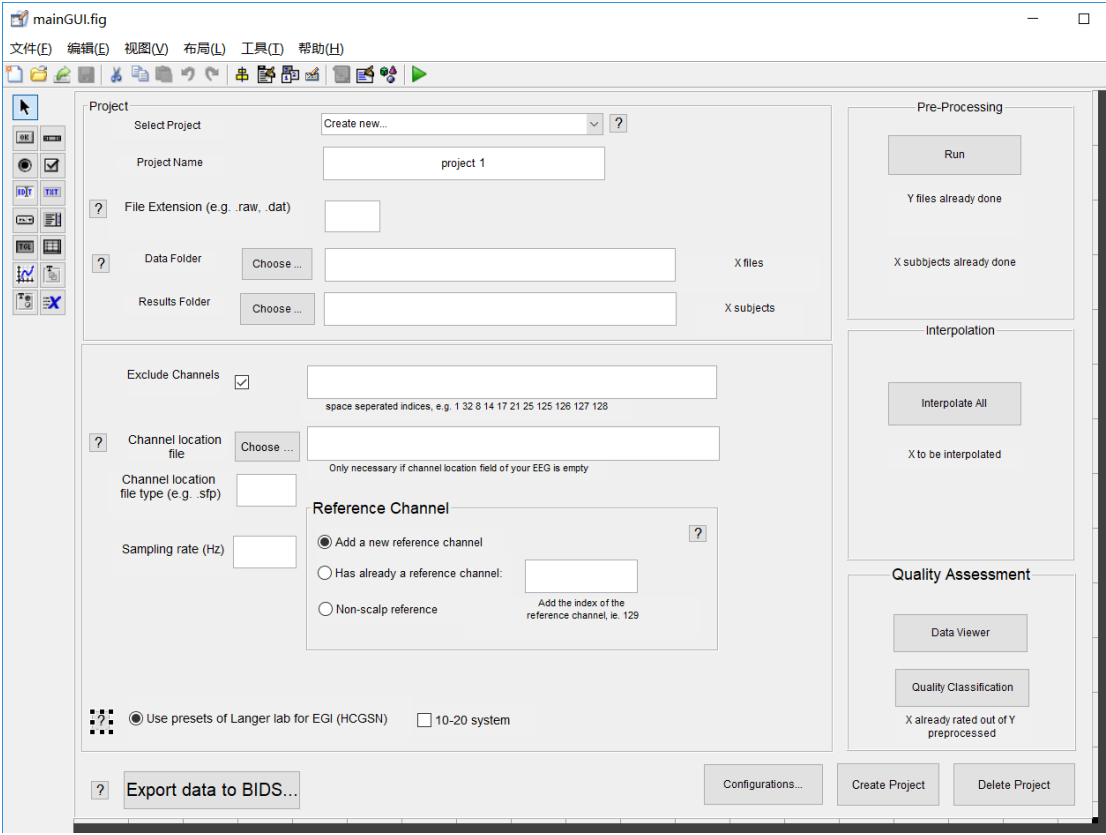 mainGUI.fig
文件(F) 编辑(E) 视图(V) 布局(L) 工具(T) 帮助(H)
Project
Select Project
Create new...
?
Project Name
project 1
?
File Extension (e.g. .raw, .dat)
?
Data Folder
Choose ...
X files
Results Folder
Choose ...
X subjects
Exclude Channels
space seperated indices, e.g. 1 32 8 14 17 21 25 125 126 127 128
?
Channel location
file
Choose ...
Only necessary if channel location field of your EEG is empty
Channel location
file type (e.g. .sfp)
Sampling rate (Hz)
Reference Channel
?
Add a new reference channel
Has already a reference channel:
Non-scalp reference
Add the index of the
reference channel, ie. 129
?
Use presets of Langer lab for EGI (HCGSN)
10-20 system
?
Export data to BIDS...
Configurations...
Create Project
Delete Project
Pre-Processing
Run
Y files already done
X subbjects already done
Interpolation
Interpolate All
X to be interpolated
Quality Assessment
Data Viewer
Quality Classification
X already rated out of Y
preprocessed
OK
EDIT
TXT
TGL